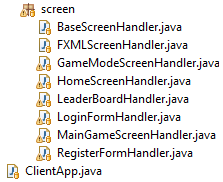 screen
BaseScreenHandler.java
FXMLScreenHandler.java
GameModeScreenHandler.java
HomeScreenHandler.java
LeaderBoardHandler.java
LoginFormHandler.java
MainGameScreenHandler.java
RegisterFormHandler.java
ClientApp.java